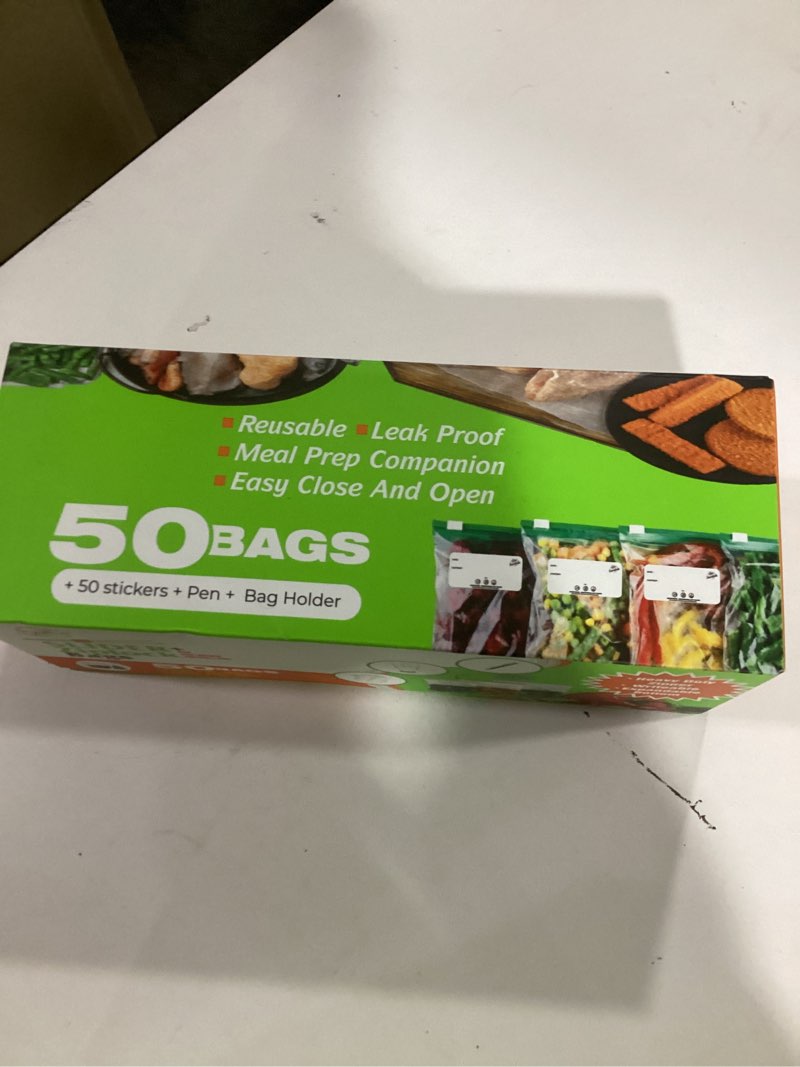 Reusable Leak Proof
Meal Prep Companion
Easy Close And Open
50BAGS
+ 50 stickers + Pen + Bag Holder